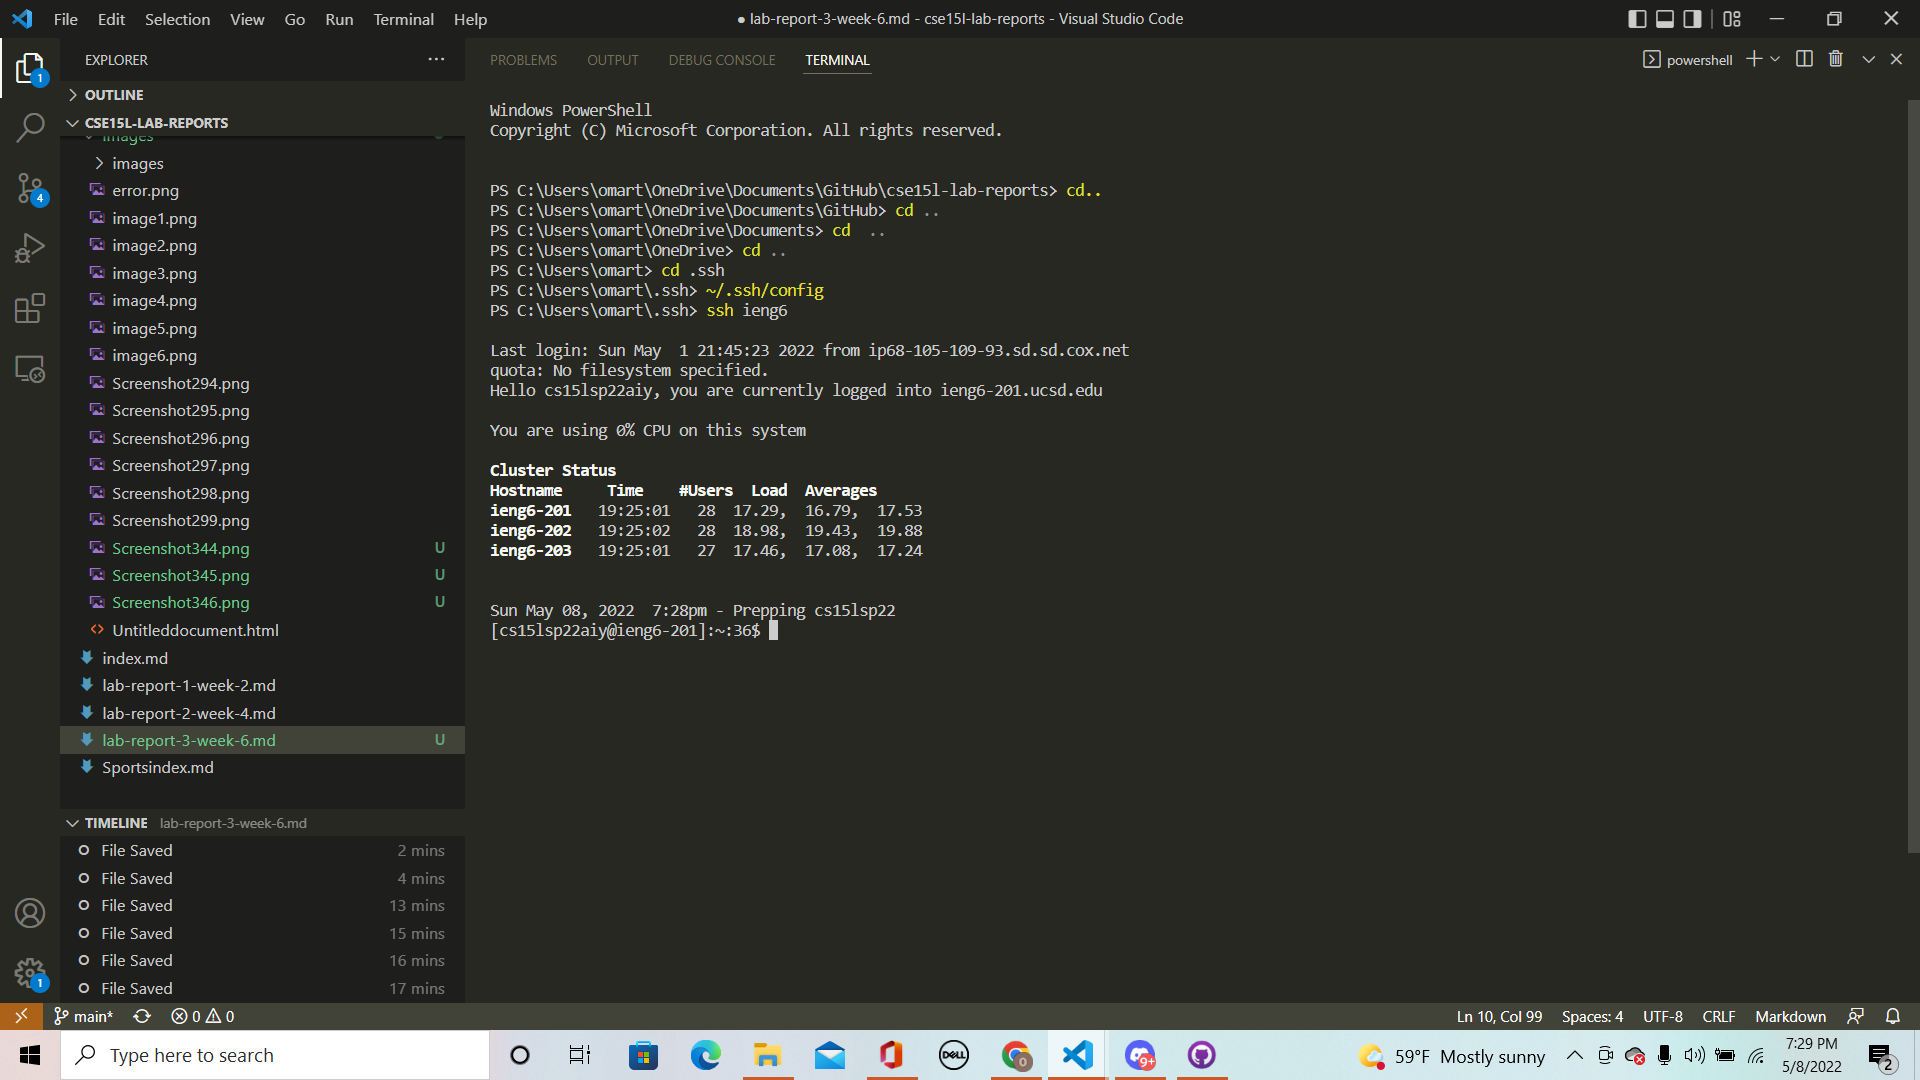 File Edit Selection View Go Run Terminal Help
● lab-report-3-week-6.md - cse15l-lab-reports - Visual Studio Code
EXPLORER
OUTLINE
CSE15L-LAB-REPORTS
images
images
error.png
image1.png
image2.png
image3.png
image4.png
image5.png
image6.png
Screenshot294.png
Screenshot295.png
Screenshot296.png
Screenshot297.png
Screenshot298.png
Screenshot299.png
Screenshot344.png U
Screenshot345.png U
Screenshot346.png U
Untitleddocument.html
index.md
lab-report-1-week-2.md
lab-report-2-week-4.md
lab-report-3-week-6.md U
Sportsindex.md
TIMELINE lab-report-3-week-6.md
File Saved 2 mins
File Saved 4 mins
File Saved 13 mins
File Saved 15 mins
File Saved 16 mins
File Saved 17 mins
1
4
1
PROBLEMS OUTPUT DEBUG CONSOLE TERMINAL
powershell
Windows PowerShell
Copyright (C) Microsoft Corporation. All rights reserved.
PS C:\Users\omart\OneDrive\Documents\GitHub\cse15l-lab-reports> cd..
PS C:\Users\omart\OneDrive\Documents\GitHub> cd ..
PS C:\Users\omart\OneDrive\Documents> cd  ..
PS C:\Users\omart\OneDrive> cd ..
PS C:\Users\omart> cd .ssh
PS C:\Users\omart\.ssh> ~/.ssh/config
PS C:\Users\omart\.ssh> ssh ieng6
Last login: Sun May  1 21:45:23 2022 from ip68-105-109-93.sd.sd.cox.net
quota: No filesystem specified.
Hello cs15lsp22aiy, you are currently logged into ieng6-201.ucsd.edu
You are using 0% CPU on this system
Cluster Status
Hostname     Time    #Users  Load  Averages
ieng6-201   19:25:01   28  17.29,  16.79,  17.53
ieng6-202   19:25:02   28  18.98,  19.43,  19.88
ieng6-203   19:25:01   27  17.46,  17.08,  17.24
Sun May 08, 2022  7:28pm - Prepping cs15lsp22
[cs15lsp22aiy@ieng6-201]:~:36$
main* 0 0
Ln 10, Col 99 Spaces: 4 UTF-8 CRLF Markdown
Type here to search
DELL
9+
59°F Mostly sunny
7:29 PM
5/8/2022
2